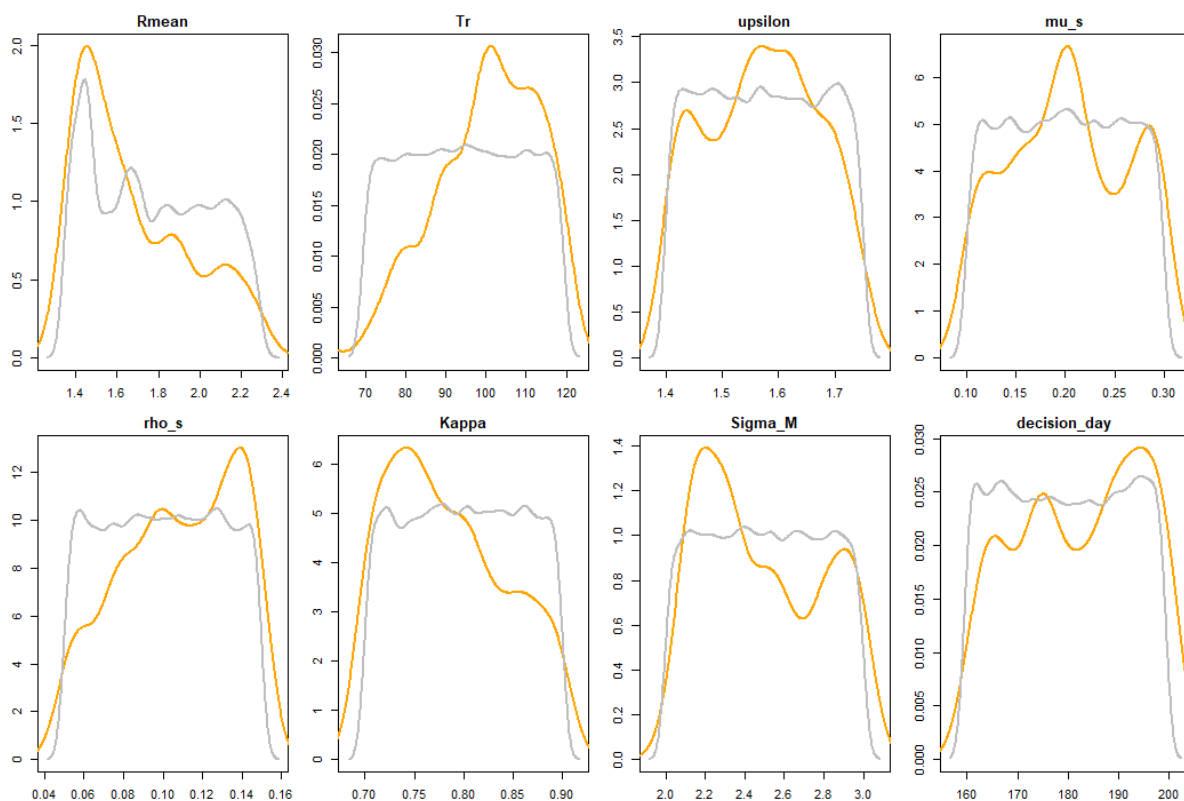 Rmean Tr upsilon mu_s
0.0 0.5 1.0 1.5 2.0
0.000 0.005 0.010 0.015 0.020 0.025 0.030
0.0 0.5 1.0 1.5 2.0 2.5 3.0 3.5
0 1 2 3 4 5 6
1.4 1.6 1.8 2.0 2.2 2.4
70 80 90 100 110 120
1.4 1.5 1.6 1.7
0.10 0.15 0.20 0.25 0.30
rho_s Kappa Sigma_M decision_day
0 2 4 6 8 10 12
0 1 2 3 4 5 6
0.0 0.2 0.4 0.6 0.8 1.0 1.2 1.4
0.000 0.005 0.010 0.015 0.020 0.025 0.030
0.04 0.06 0.08 0.10 0.12 0.14 0.16
0.70 0.75 0.80 0.85 0.90
2.0 2.2 2.4 2.6 2.8 3.0
160 170 180 190 200